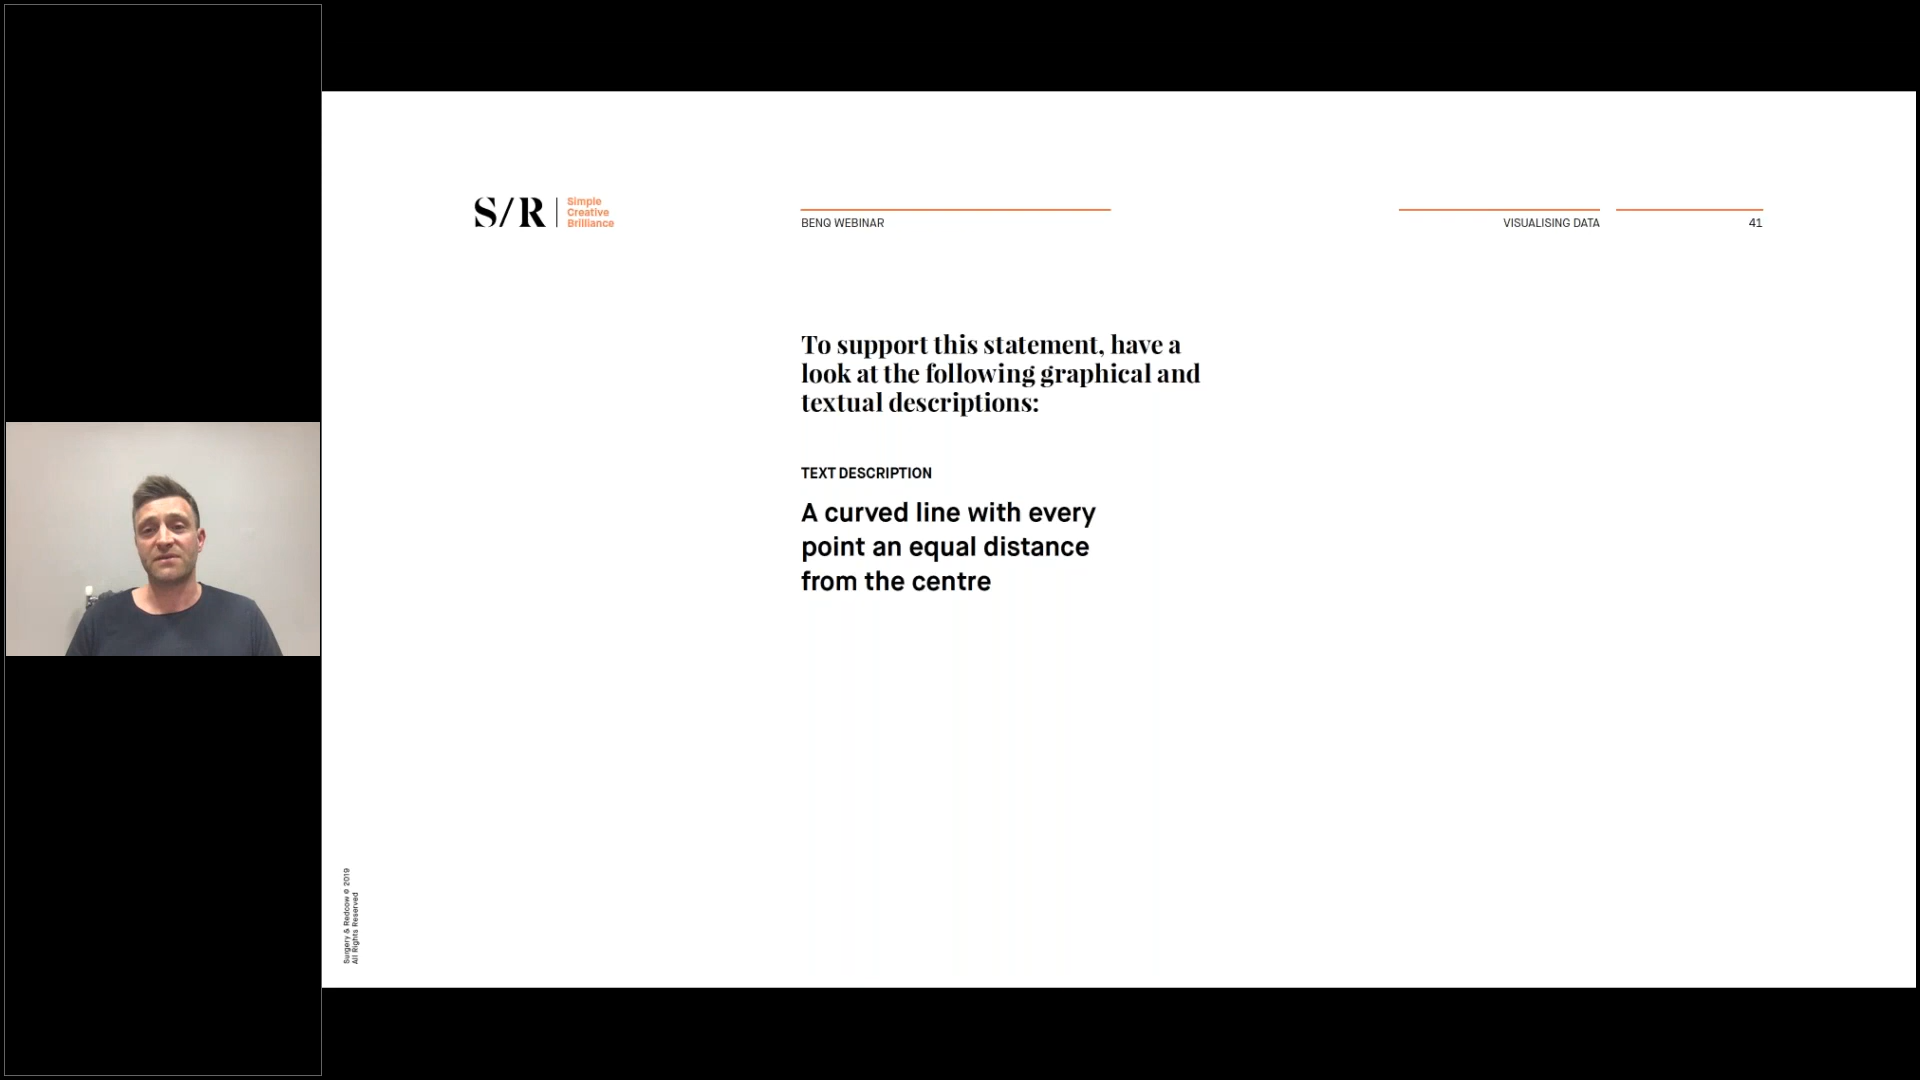 S/R
Simple
Creative
Brilliance
BENQ WEBINAR
VISUALISING DATA
41
To support this statement, have a
look at the following graphical and
textual descriptions:
TEXT DESCRIPTION
A curved line with every
point an equal distance
from the centre
Surgery & Redcow © 2019
All Rights Reserved